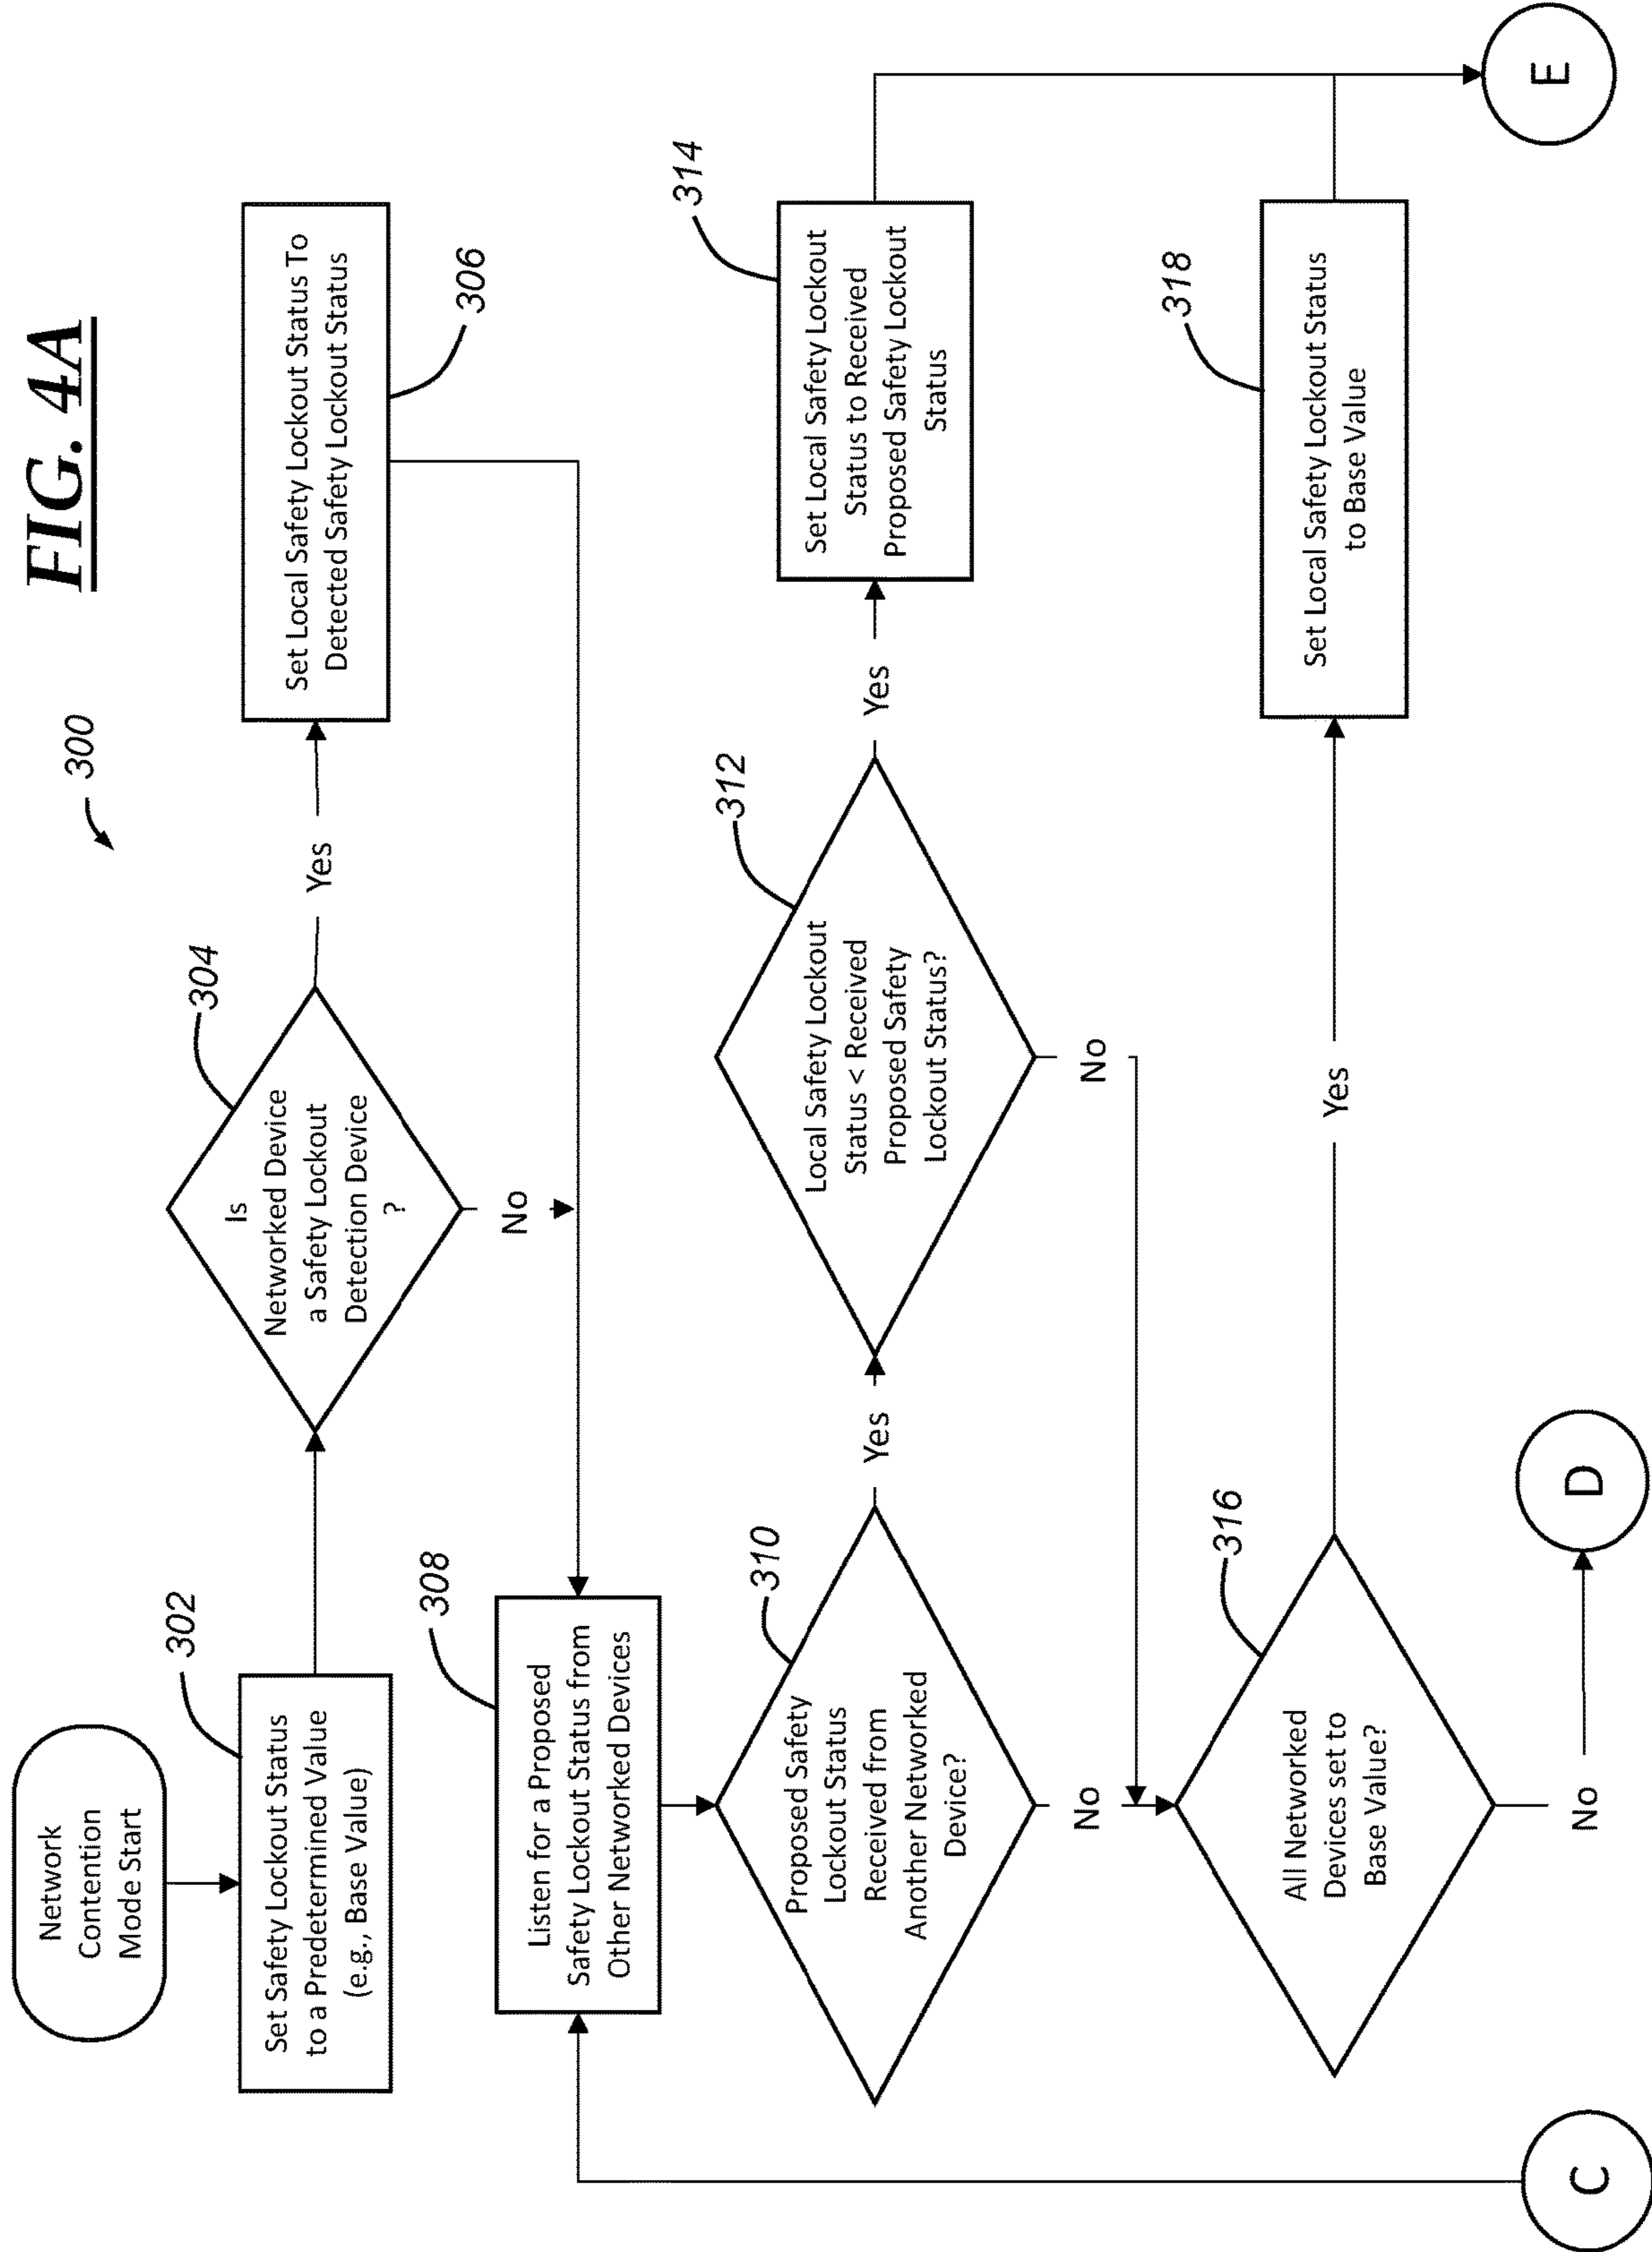 FIG. 4A
300
Network
Contention
Mode Start
302
Set Safety Lockout Status
to a Predetermined Value
(e.g., Base Value)
304
Is
Networked Device
a Safety Lockout
Detection Device
?
Yes
No
306
Set Local Safety Lockout Status To
Detected Safety Lockout Status
308
Listen for a Proposed
Safety Lockout Status from
Other Networked Devices
310
Proposed Safety
Lockout Status
Received from
Another Networked
Device?
Yes
No
312
Local Safety Lockout
Status < Received
Proposed Safety
Lockout Status?
Yes
No
314
Set Local Safety Lockout
Status to Received
Proposed Safety Lockout
Status
316
All Networked
Devices set to
Base Value?
Yes
No
318
Set Local Safety Lockout Status
to Base Value
C
D
E